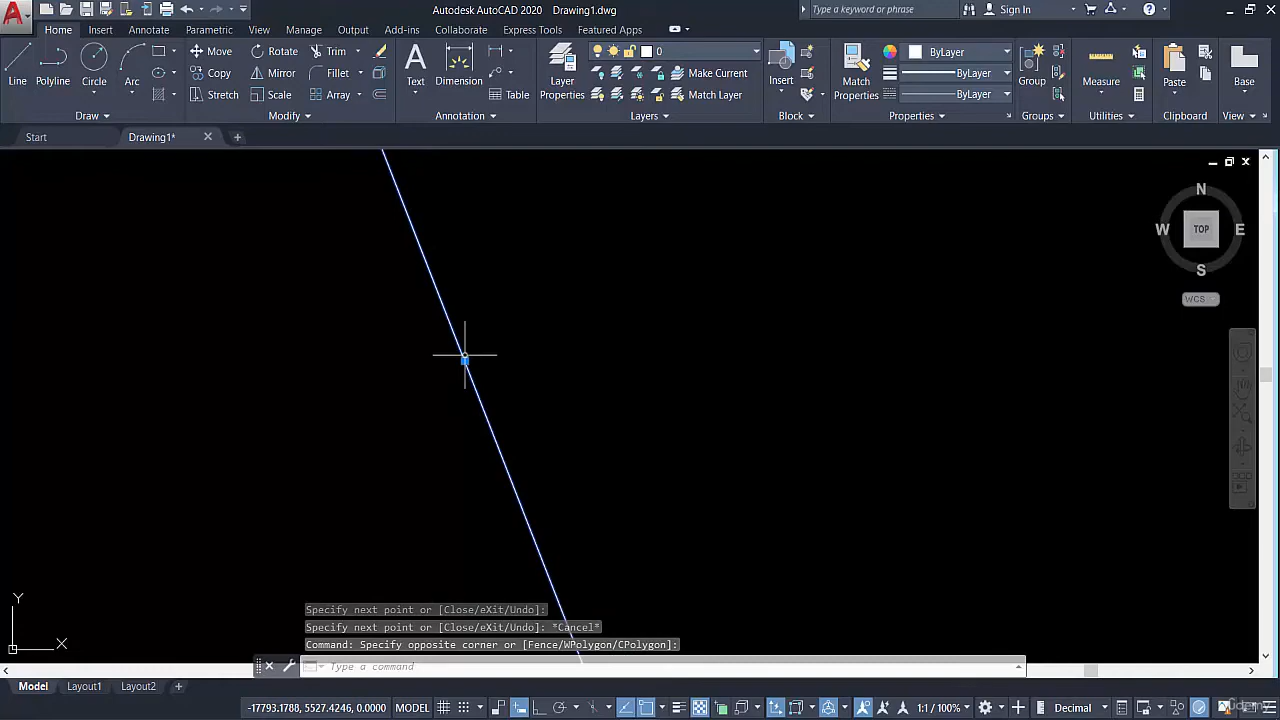 Autodesk AutoCAD 2020 Drawing1.dwg
Type a keyword or phrase
Sign In
Home Insert Annotate Parametric View Manage Output Add-ins Collaborate Express Tools Featured Apps
Line
Polyline
Circle
Arc
Move Rotate Trim
Copy Mirror Fillet
Stretch Scale Array
Text
Dimension
Table
Layer
Properties
0
Make Current
Match Layer
Insert
Match
Properties
ByLayer
ByLayer
ByLayer
Group
Measure
Paste
Base
Draw Modify Annotation Layers Block Properties Groups Utilities Clipboard View
Start Drawing1*
N
W TOP E
S
WCS
Y
X
Specify next point or [Close/eXit/Undo]:
Specify next point or [Close/eXit/Undo]: *Cancel*
Command: Specify opposite corner or [Fence/WPolygon/CPolygon]:
Type a command
Model Layout1 Layout2
-17793.1788, 5527.4246, 0.0000 MODEL
1:1 / 100%
Decimal